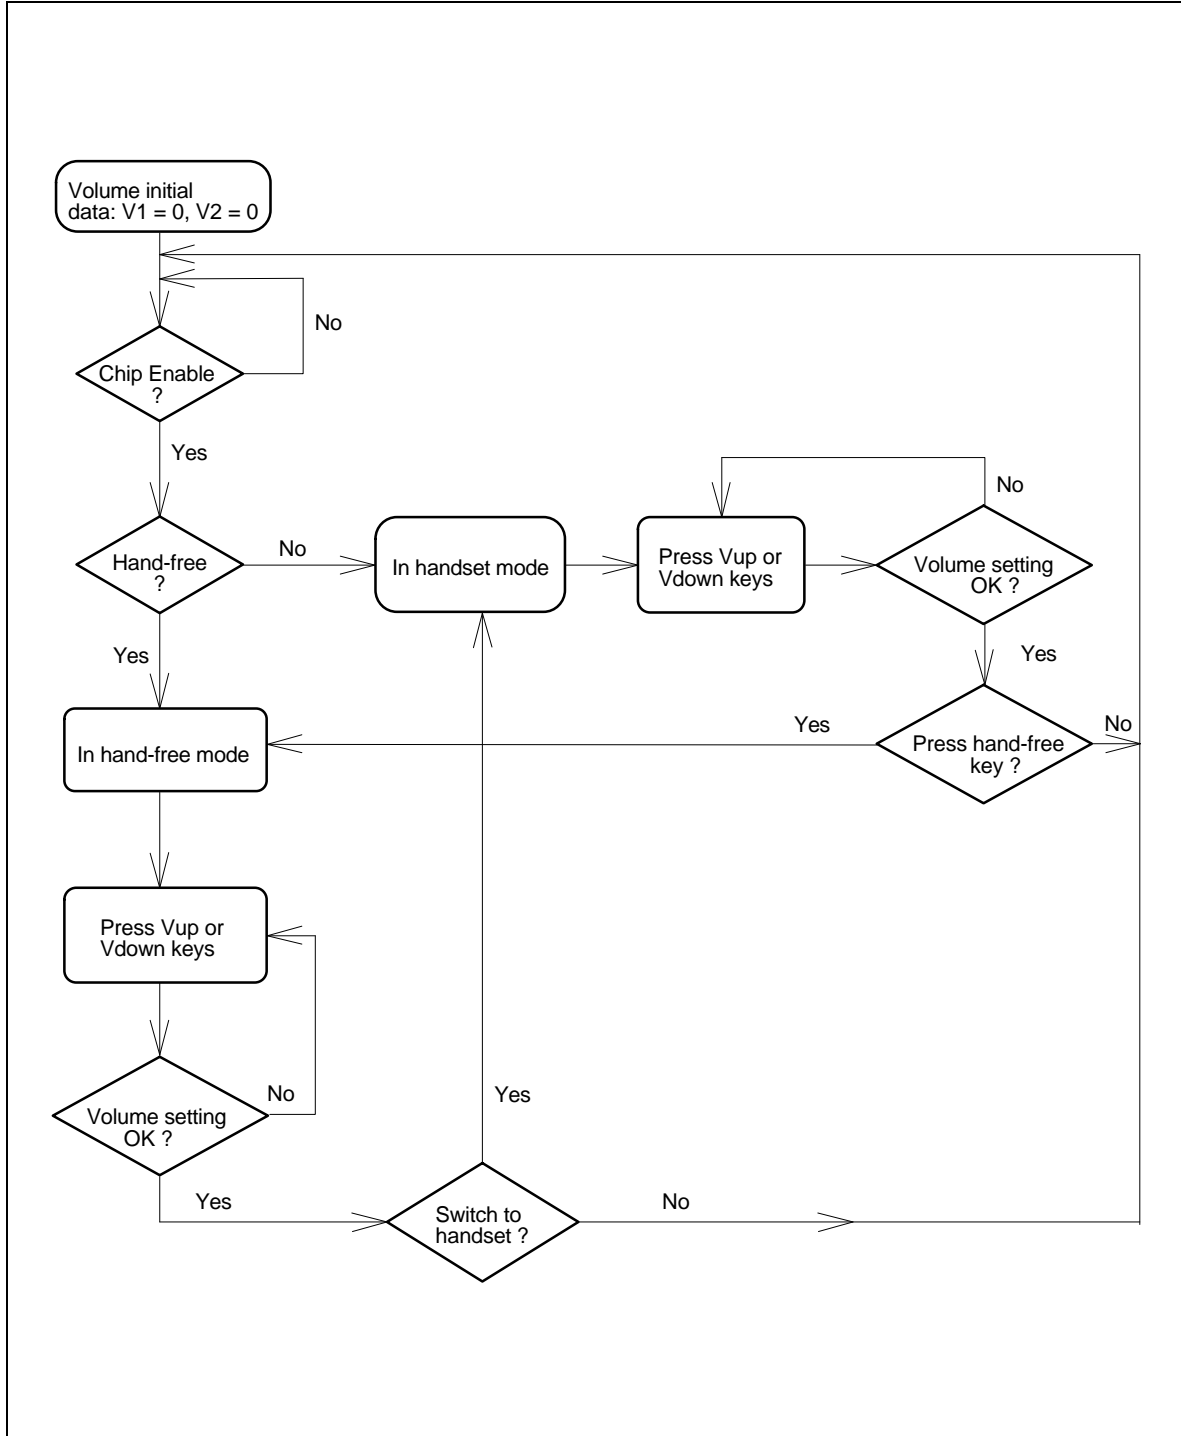 Volume initial
data: V1 = 0, V2 = 0
No
Chip Enable
?
Yes
No
Hand-free
?
No
In handset mode
Press Vup or
Vdown keys
Volume setting
OK ?
Yes
Yes
Yes
No
In hand-free mode
Press hand-free
key ?
Press Vup or
Vdown keys
No
Yes
Volume setting
OK ?
Yes
No
Switch to
handset ?